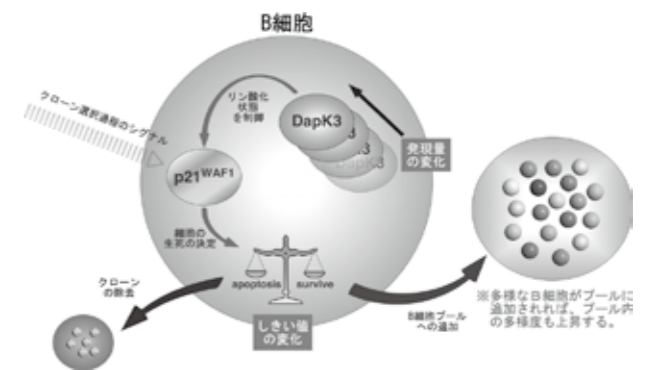 B細胞
クローン選択過程のシグナル
リン酸化
状態
を制御
DapK3
3
3
DapK3
発現量
の変化
p21WAF1
細胞の
生死の決定
apoptosis
survive
しきい値
の変化
クローン
の除去
B細胞プール
への追加
※多様なB細胞がプールに
追加されれば、プール内
の多様度も上昇する。